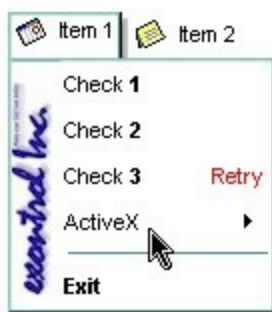 Item 1 Item 2
Check 1
Check 2
Check 3 Retry
ActiveX
Exit
exontrol Inc.